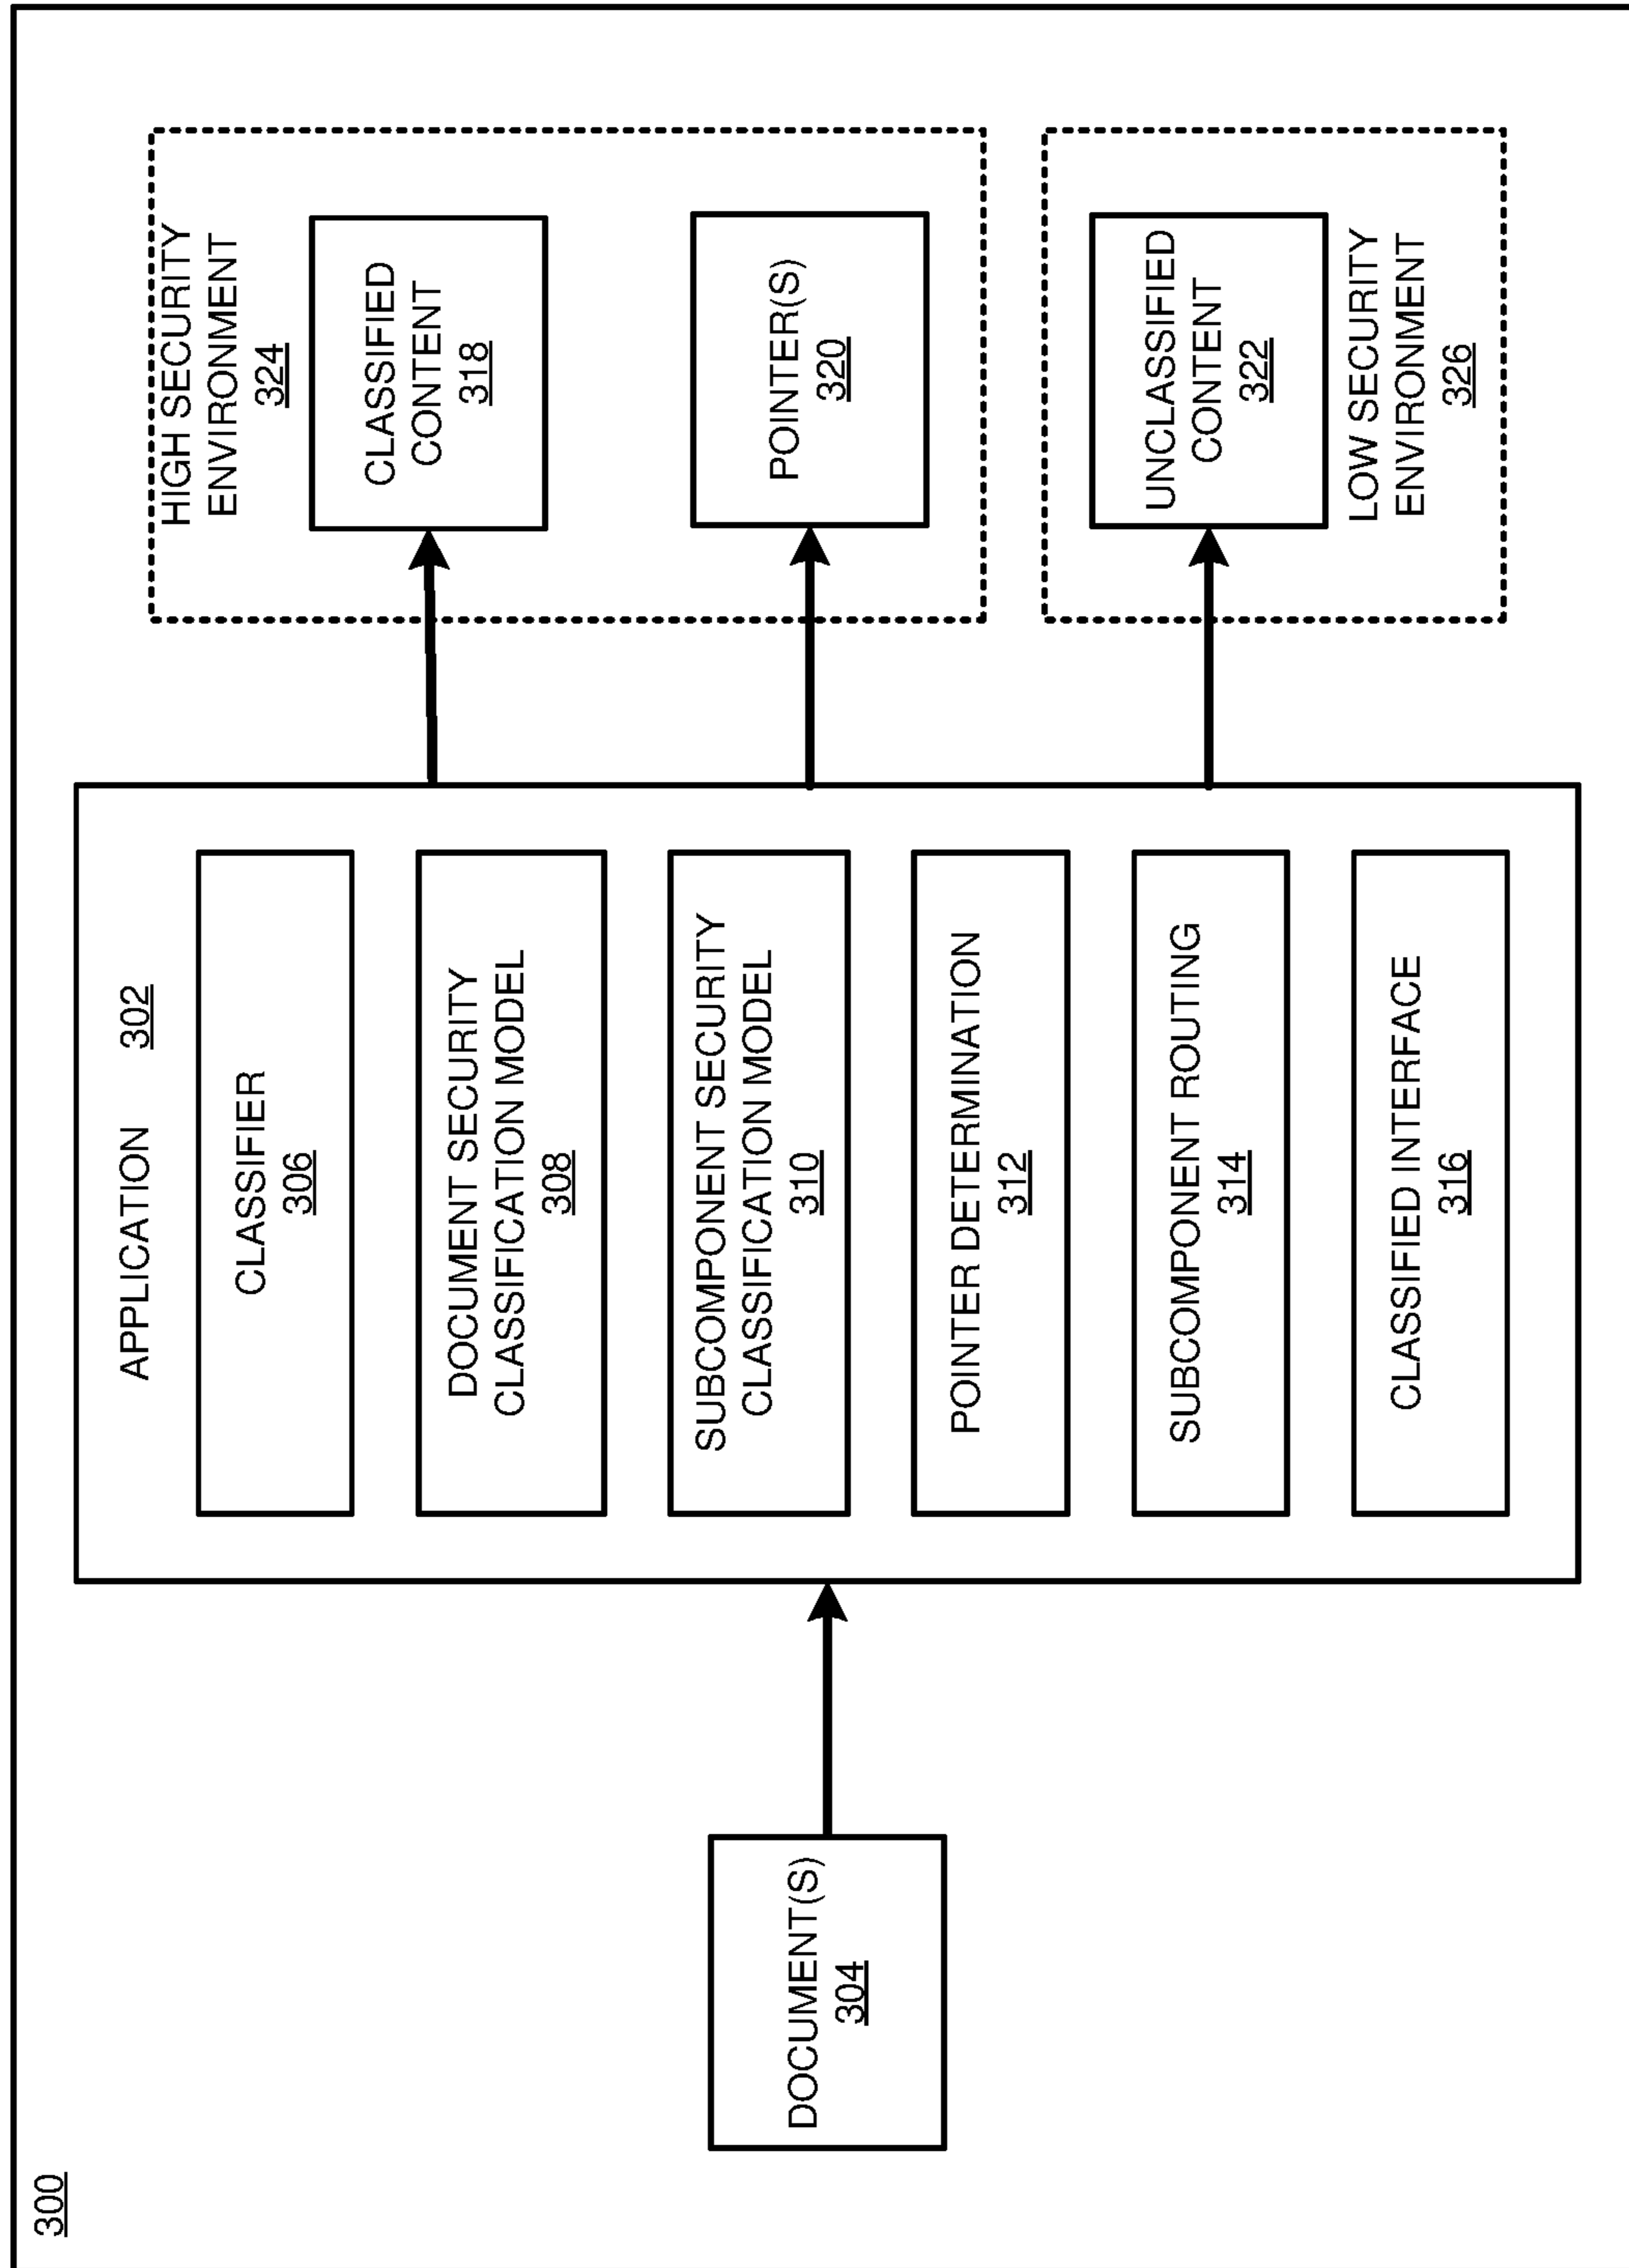 300
DOCUMENT(S)
304
APPLICATION 302
CLASSIFIER
306
DOCUMENT SECURITY
CLASSIFICATION MODEL
308
SUBCOMPONENT SECURITY
CLASSIFICATION MODEL
310
POINTER DETERMINATION
312
SUBCOMPONENT ROUTING
314
CLASSIFIED INTERFACE
316
HIGH SECURITY
ENVIRONMENT
324
CLASSIFIED
CONTENT
318
POINTER(S)
320
UNCLASSIFIED
CONTENT
322
LOW SECURITY
ENVIRONMENT
326